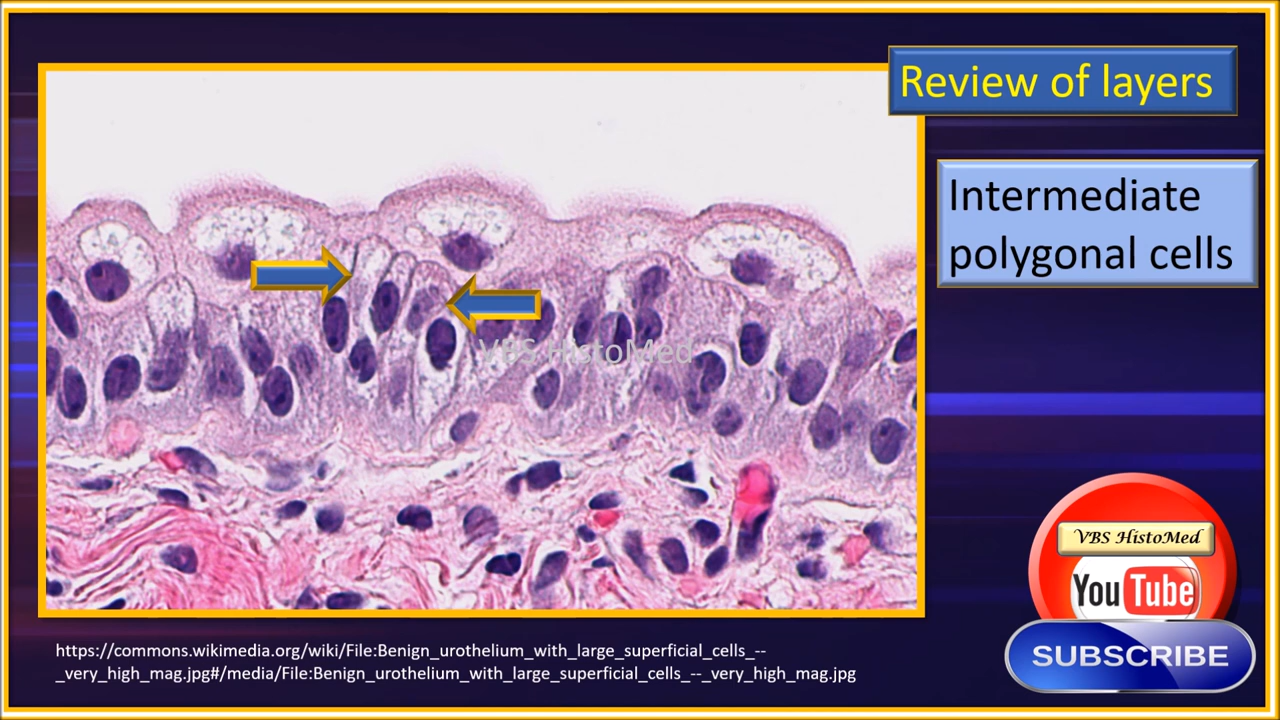 Review of layers
Intermediate
polygonal cells
VBS HistoMed
VBS HistoMed
You Tube
SUBSCRIBE
https://commons.wikimedia.org/wiki/File:Benign_urothelium_with_large_superficial_cells_--
_very_high_mag.jpg#/media/File:Benign_urothelium_with_large_superficial_cells_--_very_high_mag.jpg